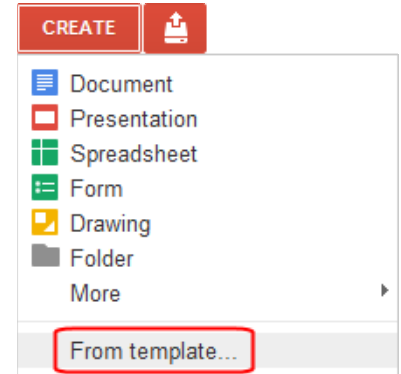 CREATE
Document
Presentation
Spreadsheet
Form
Drawing
Folder
More
From template...